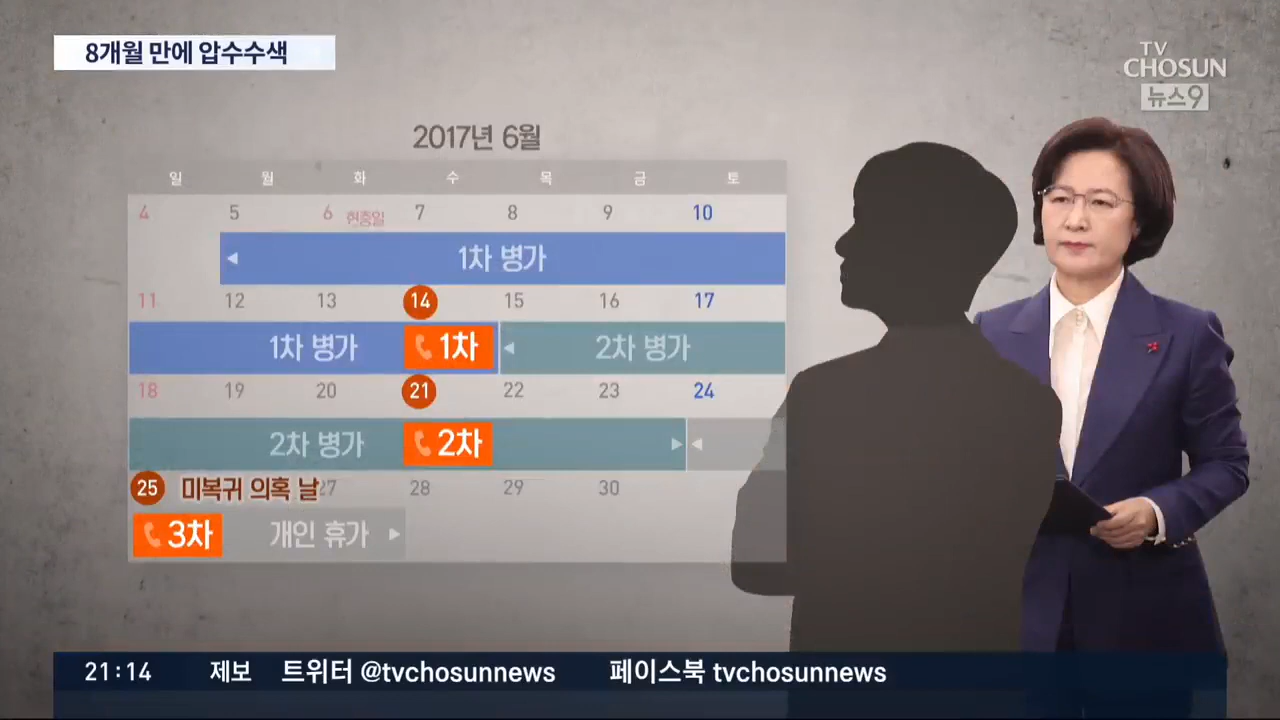 8개월 만에 압수수색
TV
CHOSUN
뉴스9
2017년 6월
일 월 화 수 목 금 토
4 5 6 현충일 7 8 9 10
1차 병가
11 12 13 14 15 16 17
1차 병가 1차 2차 병가
18 19 20 21 22 23 24
2차 병가 2차
25 미복귀 의혹 날 27 28 29 30
3차 개인 휴가
21:14 제보 트위터 @tvchosunnews 페이스북 tvchosunnews